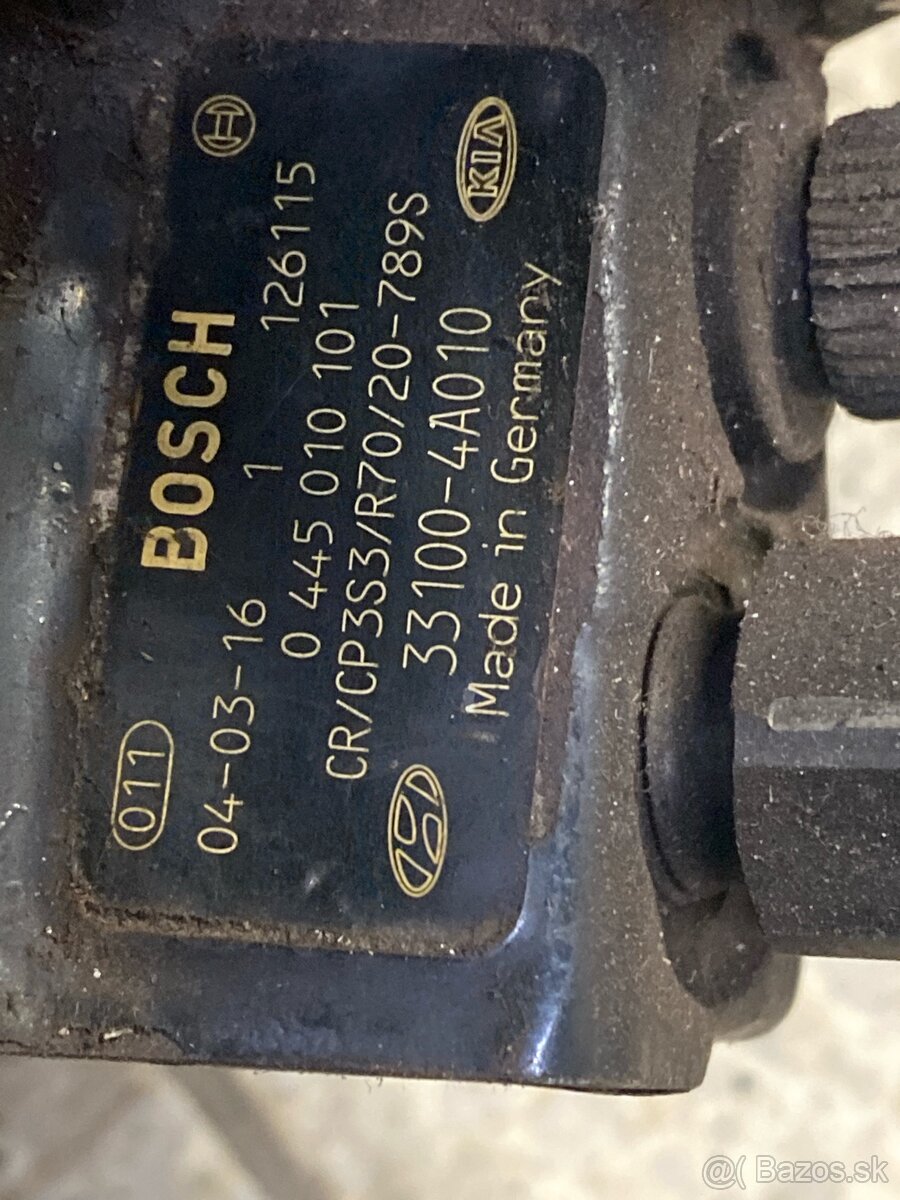 011 BOSCH
04-03-16 1 126115
0 445 010 101
CR/CP3S3/R70/20-789S
33100-4A010 KIA
Made in Germany
@( Bazos.sk